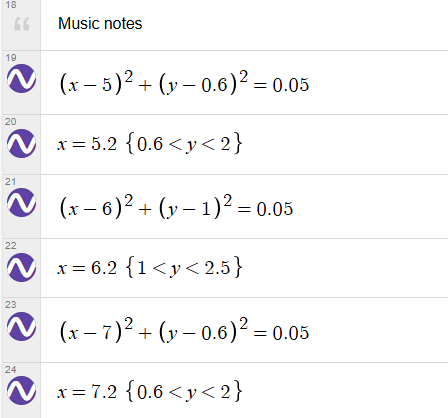 18
Music notes
19
(x − 5)² + (y − 0.6)² = 0.05
20
x = 5.2 {0.6 < y < 2}
21
(x − 6)² + (y − 1)² = 0.05
22
x = 6.2 {1 < y < 2.5}
23
(x − 7)² + (y − 0.6)² = 0.05
24
x = 7.2 {0.6 < y < 2}